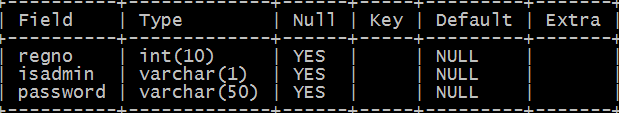 +----------+-------------+------+-----+---------+-------+
| Field    | Type        | Null | Key | Default | Extra |
+----------+-------------+------+-----+---------+-------+
| regno    | int(10)     | YES  |     | NULL    |       |
| isadmin  | varchar(1)  | YES  |     | NULL    |       |
| password | varchar(50) | YES  |     | NULL    |       |
+----------+-------------+------+-----+---------+-------+